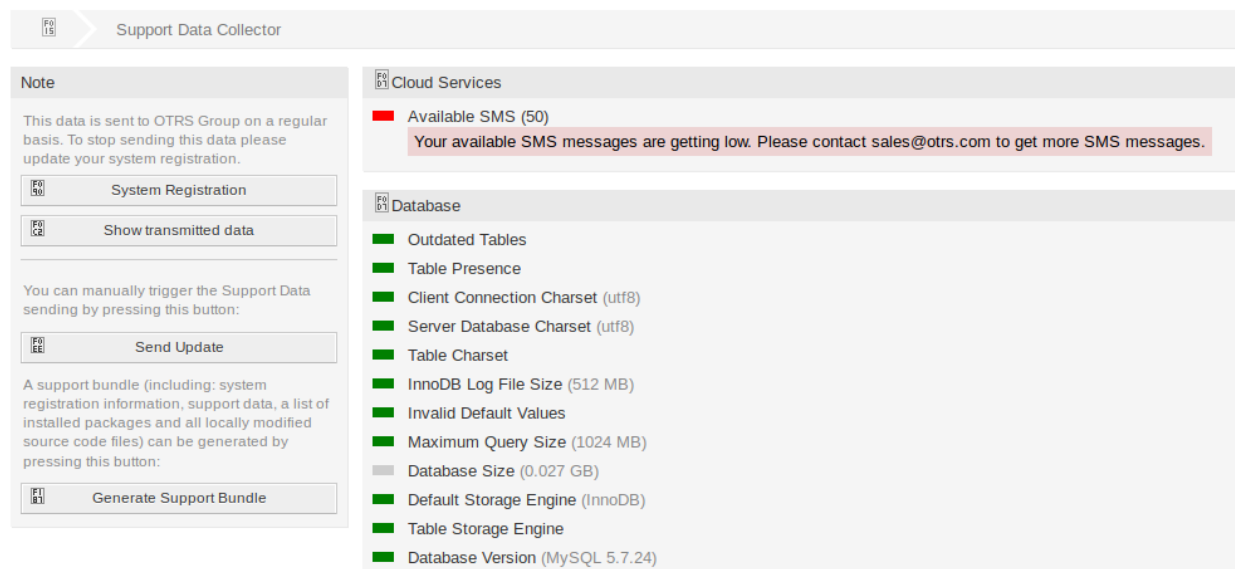 Support Data Collector
Note
This data is sent to OTRS Group on a regular
basis. To stop sending this data please
update your system registration.
System Registration
Show transmitted data
You can manually trigger the Support Data
sending by pressing this button:
Send Update
A support bundle (including: system
registration information, support data, a list of
installed packages and all locally modified
source code files) can be generated by
pressing this button:
Generate Support Bundle
Cloud Services
Available SMS (50)
Your available SMS messages are getting low. Please contact sales@otrs.com to get more SMS messages.
Database
Outdated Tables
Table Presence
Client Connection Charset (utf8)
Server Database Charset (utf8)
Table Charset
InnoDB Log File Size (512 MB)
Invalid Default Values
Maximum Query Size (1024 MB)
Database Size (0.027 GB)
Default Storage Engine (InnoDB)
Table Storage Engine
Database Version (MySQL 5.7.24)